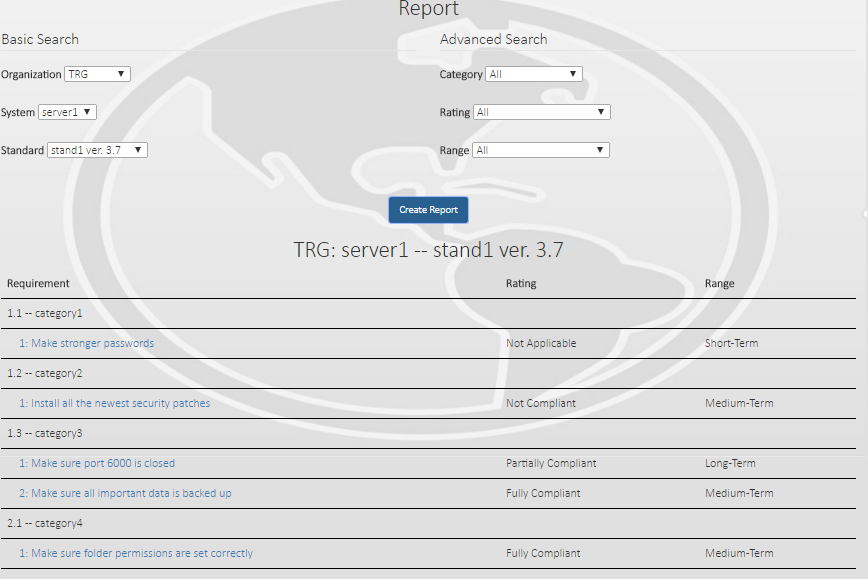 Report
Basic Search
Advanced Search
Organization TRG
Category All
System server1
Rating All
Standard stand1 ver. 3.7
Range All
Create Report
TRG: server1 -- stand1 ver. 3.7
Requirement Rating Range
1.1 -- category1
1: Make stronger passwords Not Applicable Short-Term
1.2 -- category2
1: Install all the newest security patches Not Compliant Medium-Term
1.3 -- category3
1: Make sure port 6000 is closed Partially Compliant Long-Term
2: Make sure all important data is backed up Fully Compliant Medium-Term
2.1 -- category4
1: Make sure folder permissions are set correctly Fully Compliant Medium-Term